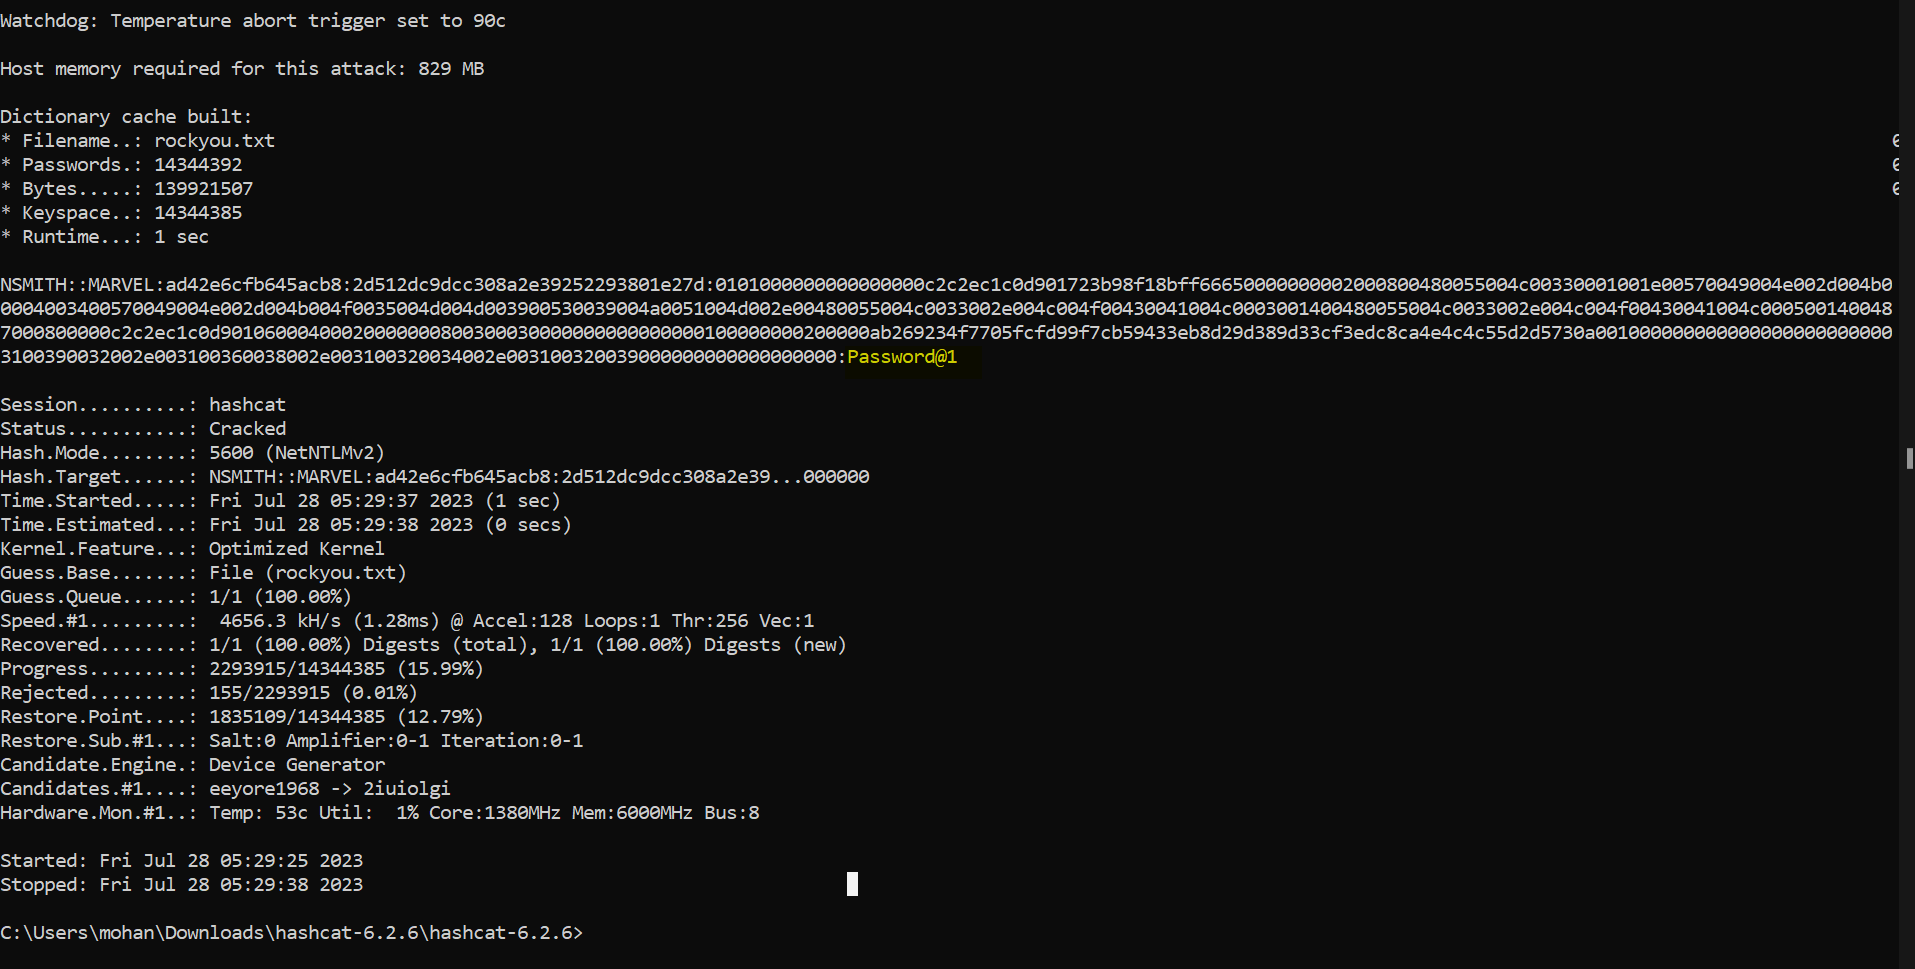 Watchdog: Temperature abort trigger set to 90c
Host memory required for this attack: 829 MB
Dictionary cache built:
* Filename..: rockyou.txt
* Passwords.: 14344392
* Bytes.....: 139921507
* Keyspace..: 14344385
* Runtime...: 1 sec
NSMITH::MARVEL:ad42e6cfb645acb8:2d512dc9dcc308a2e39252293801e27d:0101000000000000000c2c2ec1c0d901723b98f18bff66650000000002000800480055004c00330001001e00570049004e002d004b0
0004003400570049004e002d004b004f0035004d004d003900530039004a0051004d002e00480055004c0033002e004c004f00430041004c0003001400480055004c0033002e004c004f00430041004c000500140048
7000800000c2c2ec1c0d90106000400020000000800300030000000000000000100000000200000ab269234f7705fcfd99f7cb59433eb8d29d389d33cf3edc8ca4e4c4c55d2d5730a0010000000000000000000000000
3100390032002e003100360038002e003100320034002e003100320039000000000000000000:Password@1
Session..........: hashcat
Status...........: Cracked
Hash.Mode........: 5600 (NetNTLMv2)
Hash.Target......: NSMITH::MARVEL:ad42e6cfb645acb8:2d512dc9dcc308a2e39...000000
Time.Started.....: Fri Jul 28 05:29:37 2023 (1 sec)
Time.Estimated...: Fri Jul 28 05:29:38 2023 (0 secs)
Kernel.Feature...: Optimized Kernel
Guess.Base.......: File (rockyou.txt)
Guess.Queue......: 1/1 (100.00%)
Speed.#1.........:  4656.3 kH/s (1.28ms) @ Accel:128 Loops:1 Thr:256 Vec:1
Recovered........: 1/1 (100.00%) Digests (total), 1/1 (100.00%) Digests (new)
Progress.........: 2293915/14344385 (15.99%)
Rejected.........: 155/2293915 (0.01%)
Restore.Point....: 1835109/14344385 (12.79%)
Restore.Sub.#1...: Salt:0 Amplifier:0-1 Iteration:0-1
Candidate.Engine.: Device Generator
Candidates.#1....: eeyore1968 -> 2iuiolgi
Hardware.Mon.#1..: Temp: 53c Util:  1% Core:1380MHz Mem:6000MHz Bus:8
Started: Fri Jul 28 05:29:25 2023
Stopped: Fri Jul 28 05:29:38 2023
C:\Users\mohan\Downloads\hashcat-6.2.6\hashcat-6.2.6>